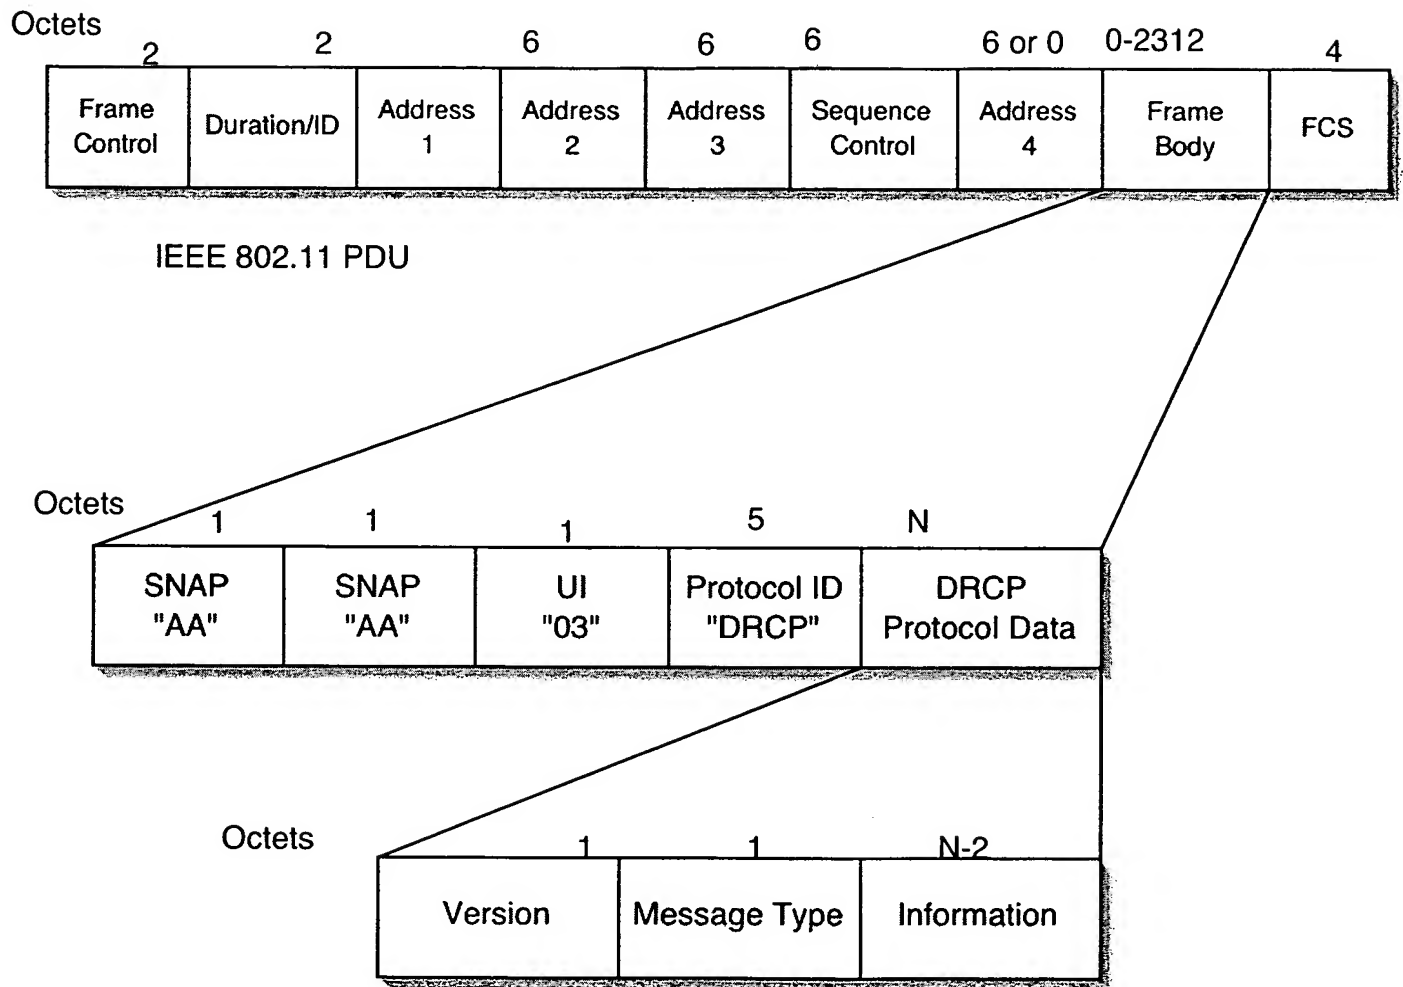 Octets
2 2 6 6 6 6 or 0 0-2312 4
Frame Control
Duration/ID
Address 1
Address 2
Address 3
Sequence Control
Address 4
Frame Body
FCS
IEEE 802.11 PDU
Octets
1 1 1 5 N
SNAP "AA"
SNAP "AA"
UI "03"
Protocol ID "DRCP"
DRCP Protocol Data
Octets
1 1 N-2
Version
Message Type
Information